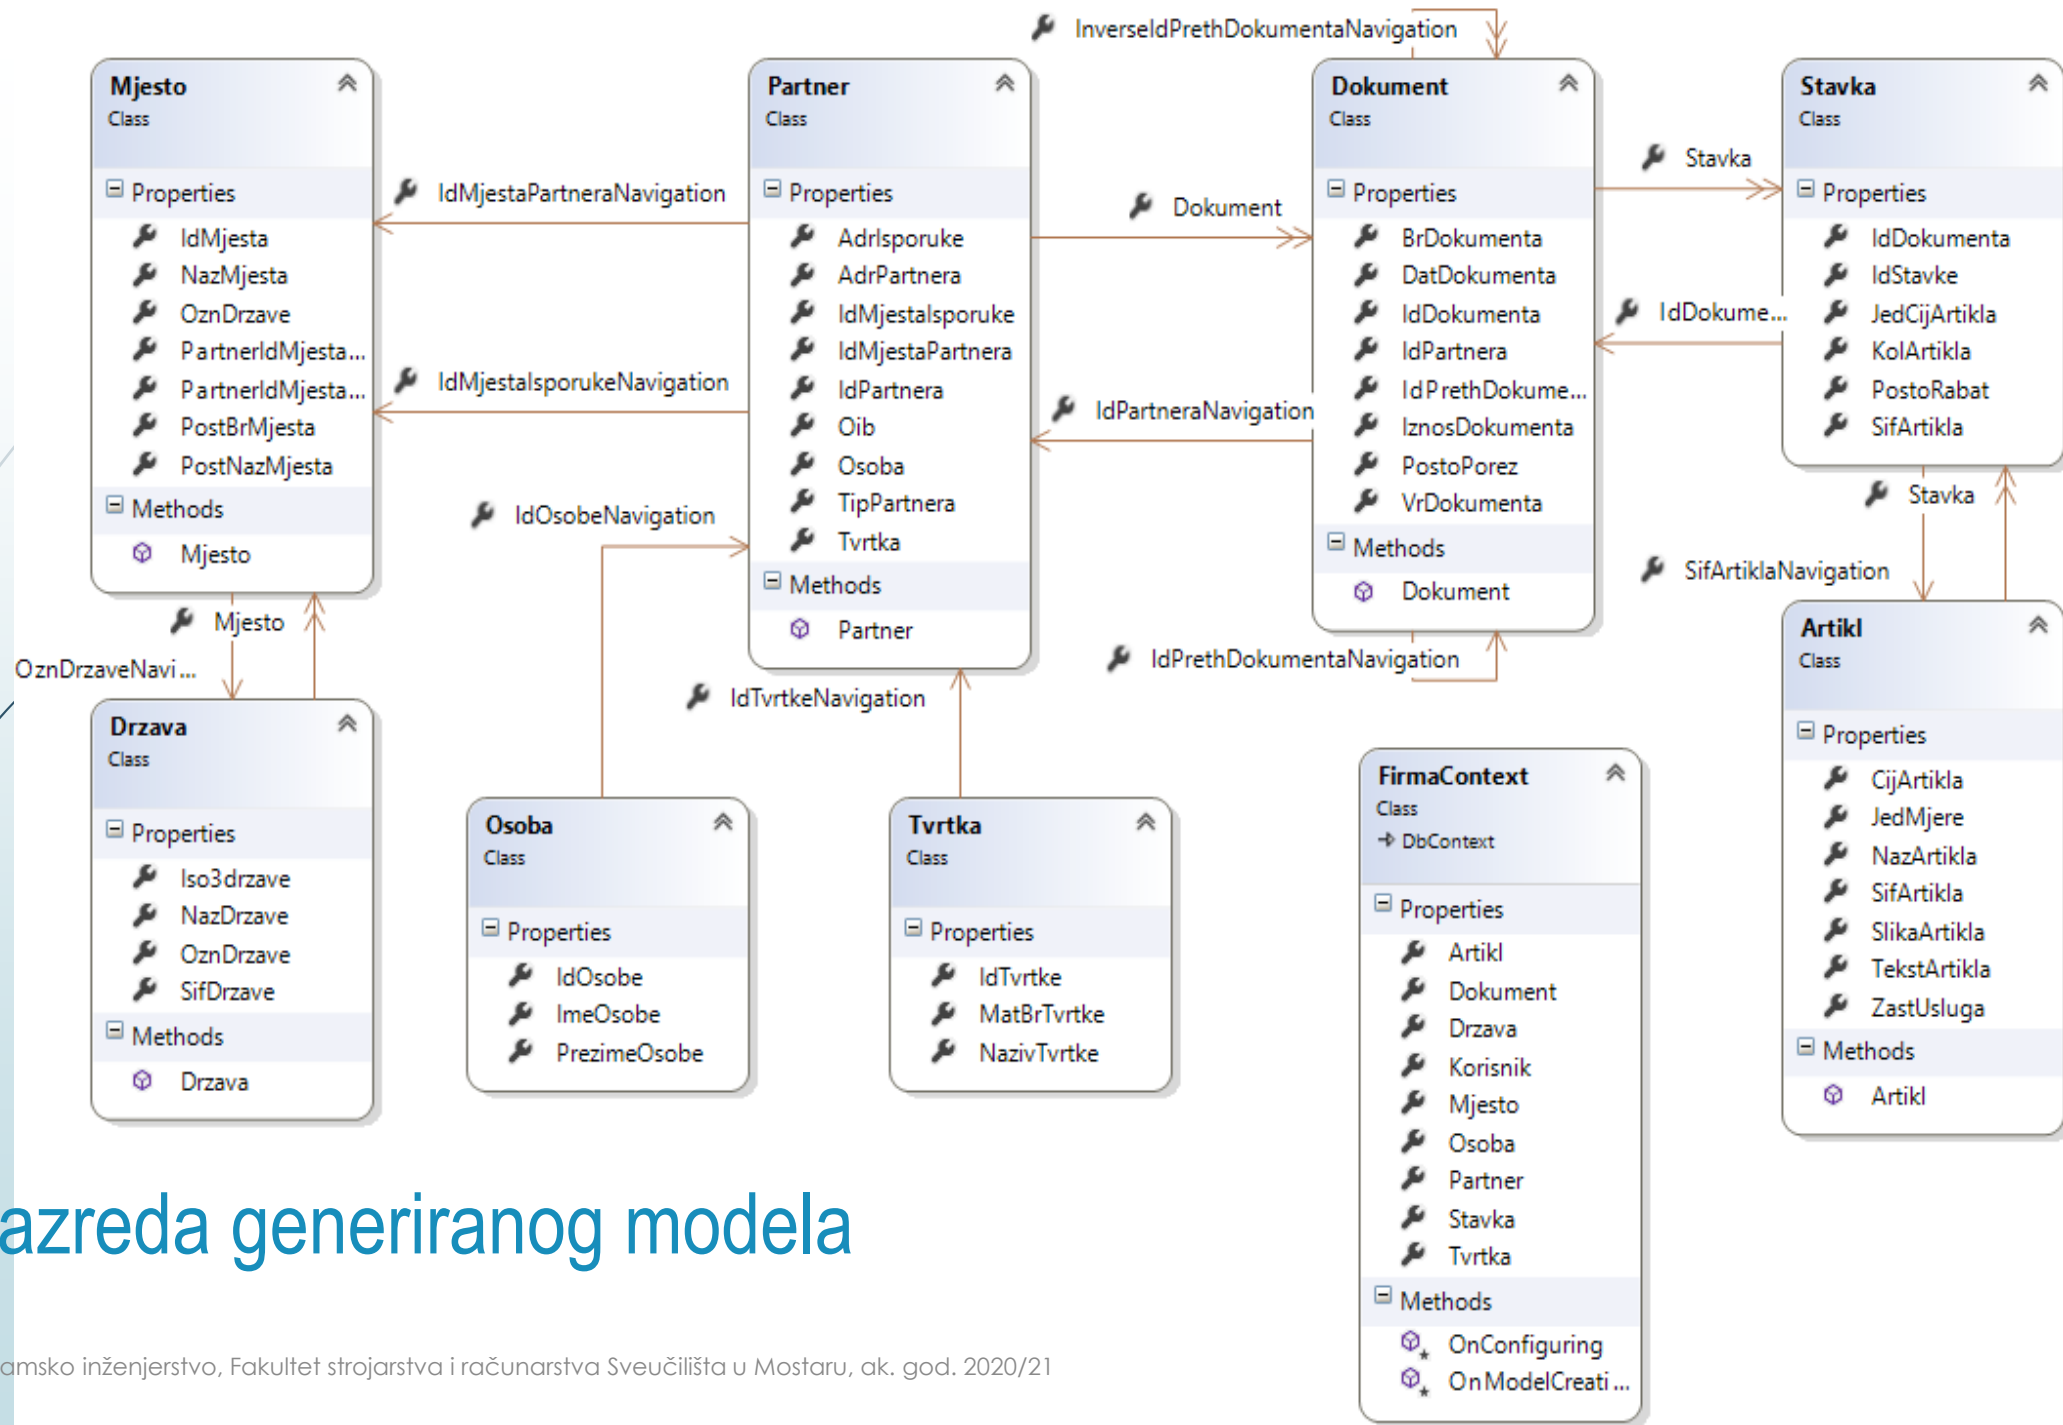 InverseIdPrethDokumentaNavigation
Mjesto
Class
Properties
IdMjesta
NazMjesta
OznDrzave
PartnerIdMjesta...
PartnerIdMjesta...
PostBrMjesta
PostNazMjesta
Methods
Mjesto
IdMjestaPartneraNavigation
IdMjestaIsporukeNavigation
Partner
Class
Properties
AdrIsporuke
AdrPartnera
IdMjestaIsporuke
IdMjestaPartnera
IdPartnera
Oib
Osoba
TipPartnera
Tvrtka
Methods
Partner
Dokument
IdPartneraNavigation
Dokument
Class
Properties
BrDokumenta
DatDokumenta
IdDokumenta
IdPartnera
IdPrethDokume...
IznosDokumenta
PostoPorez
VrDokumenta
Methods
Dokument
Stavka
IdDokume...
Stavka
Class
Properties
IdDokumenta
IdStavke
JedCijArtikla
KolArtikla
PostoRabat
SifArtikla
Stavka
SifArtiklaNavigation
IdOsobeNavigation
Mjesto
OznDrzaveNavi...
IdTvrtkeNavigation
IdPrethDokumentaNavigation
Drzava
Class
Properties
Iso3drzave
NazDrzave
OznDrzave
SifDrzave
Methods
Drzava
Osoba
Class
Properties
IdOsobe
ImeOsobe
PrezimeOsobe
Tvrtka
Class
Properties
IdTvrtke
MatBrTvrtke
NazivTvrtke
FirmaContext
Class
DbContext
Properties
Artikl
Dokument
Drzava
Korisnik
Mjesto
Osoba
Partner
Stavka
Tvrtka
Methods
OnConfiguring
OnModelCreati...
Artikl
Class
Properties
CijArtikla
JedMjere
NazArtikla
SifArtikla
SlikaArtikla
TekstArtikla
ZastUsluga
Methods
Artikl
azreda generiranog modela
amsko inženjerstvo, Fakultet strojarstva i računarstva Sveučilišta u Mostaru, ak. god. 2020/21